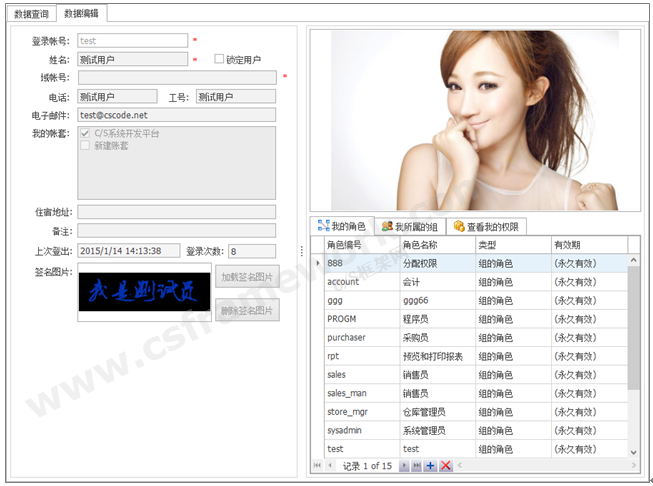 数据查询 数据编辑
登录帐号: test *
姓名: 测试用户 * 锁定用户
域帐号: *
电话: 测试用户 工号: 测试用户
电子邮件: test@cscode.net
我的帐套: C/S系统开发平台
新建账套
住宿地址:
备注:
上次登出: 2015/1/14 14:13:38 登录次数: 8
签名图片: 我是测试员 加载签名图片
删除签名图片
我的角色 我所属的组 查看我的权限
角色编号 角色名称 类型 有效期
888 分配权限 组的角色 (永久有效)
account 会计 组的角色 (永久有效)
ggg ggg66 组的角色 (永久有效)
PROGM 程序员 组的角色 (永久有效)
purchaser 采购员 组的角色 (永久有效)
rpt 预览和打印报表 组的角色 (永久有效)
sales 销售员 组的角色 (永久有效)
sales_man 销售员 组的角色 (永久有效)
store_mgr 仓库管理员 组的角色 (永久有效)
sysadmin 系统管理员 组的角色 (永久有效)
test test 组的角色 (永久有效)
记录 1 of 15
www.csframework.com
C/S框架网